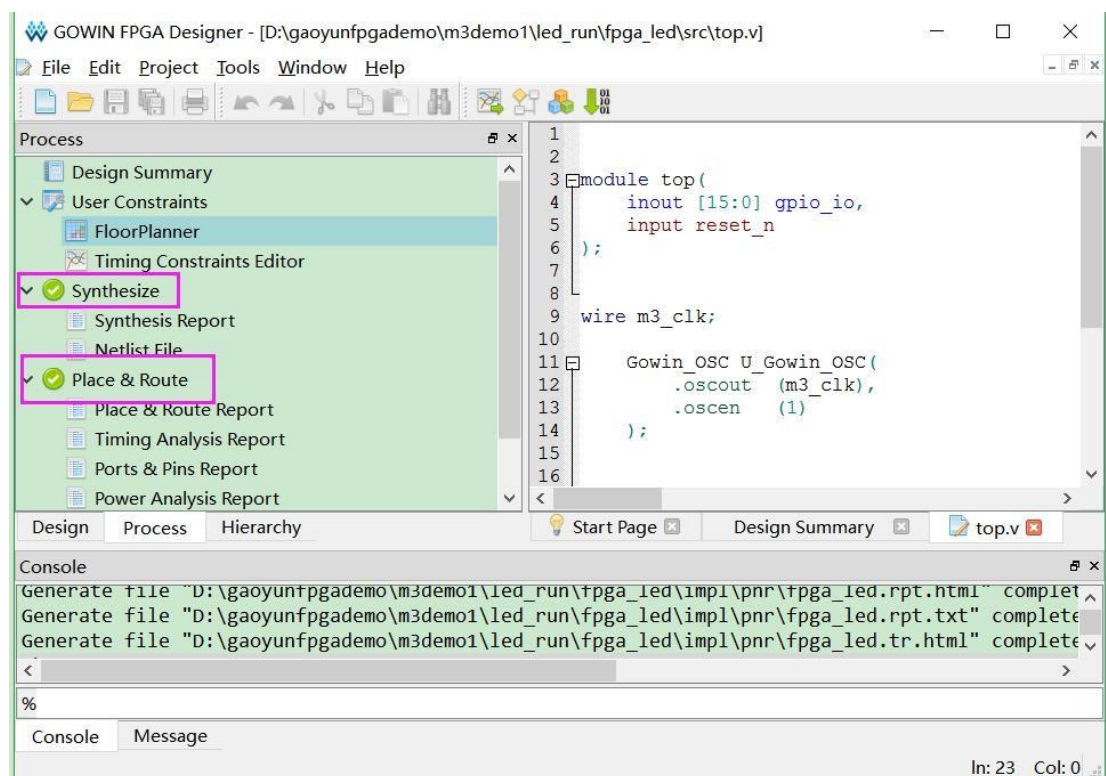 GOWIN FPGA Designer - [D:\gaoyunfpgademo\m3demo1\led_run\fpga_led\src\top.v]
File Edit Project Tools Window Help
Process
Design Summary
User Constraints
FloorPlanner
Timing Constraints Editor
Synthesize
Synthesis Report
Netlist File
Place & Route
Place & Route Report
Timing Analysis Report
Ports & Pins Report
Power Analysis Report
Design Process Hierarchy
1
2
3 module top(
4 inout [15:0] gpio_io,
5 input reset_n
6 );
7
8
9 wire m3_clk;
10
11 Gowin_OSC U_Gowin_OSC(
12 .oscout (m3_clk),
13 .oscen (1)
14 );
15
16
Start Page Design Summary top.v
Console
Generate file "D:\gaoyunfpgademo\m3demo1\led_run\fpga_led\impl\pnr\fpga_led.rpt.html" complet
Generate file "D:\gaoyunfpgademo\m3demo1\led_run\fpga_led\impl\pnr\fpga_led.rpt.txt" complete
Generate file "D:\gaoyunfpgademo\m3demo1\led_run\fpga_led\impl\pnr\fpga_led.tr.html" complete
%
Console Message
ln: 23 Col: 0